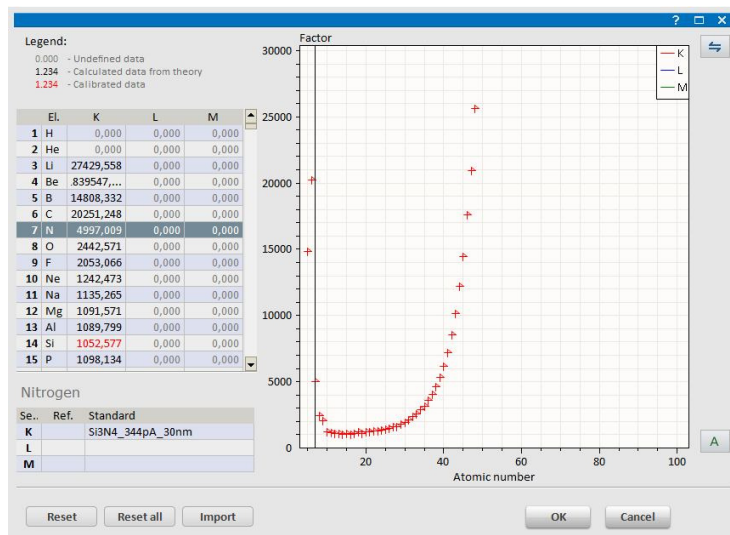 ?
Legend:
0.000 - Undefined data
1.234 - Calculated data from theory
1.234 - Calibrated data
El. K L M
1 H 0,000 0,000 0,000
2 He 0,000 0,000 0,000
3 Li 27429,558 0,000 0,000
4 Be .839547,... 0,000 0,000
5 B 14808,332 0,000 0,000
6 C 20251,248 0,000 0,000
7 N 4997,009 0,000 0,000
8 O 2442,571 0,000 0,000
9 F 2053,066 0,000 0,000
10 Ne 1242,473 0,000 0,000
11 Na 1135,265 0,000 0,000
12 Mg 1091,571 0,000 0,000
13 Al 1089,799 0,000 0,000
14 Si 1052,577 0,000 0,000
15 P 1098,134 0,000 0,000
Nitrogen
Se.. Ref. Standard
K Si3N4_344pA_30nm
L
M
Factor
30000
25000
20000
15000
10000
5000
0
20 40 60 80 100
Atomic number
K
L
M
A
Reset Reset all Import OK Cancel